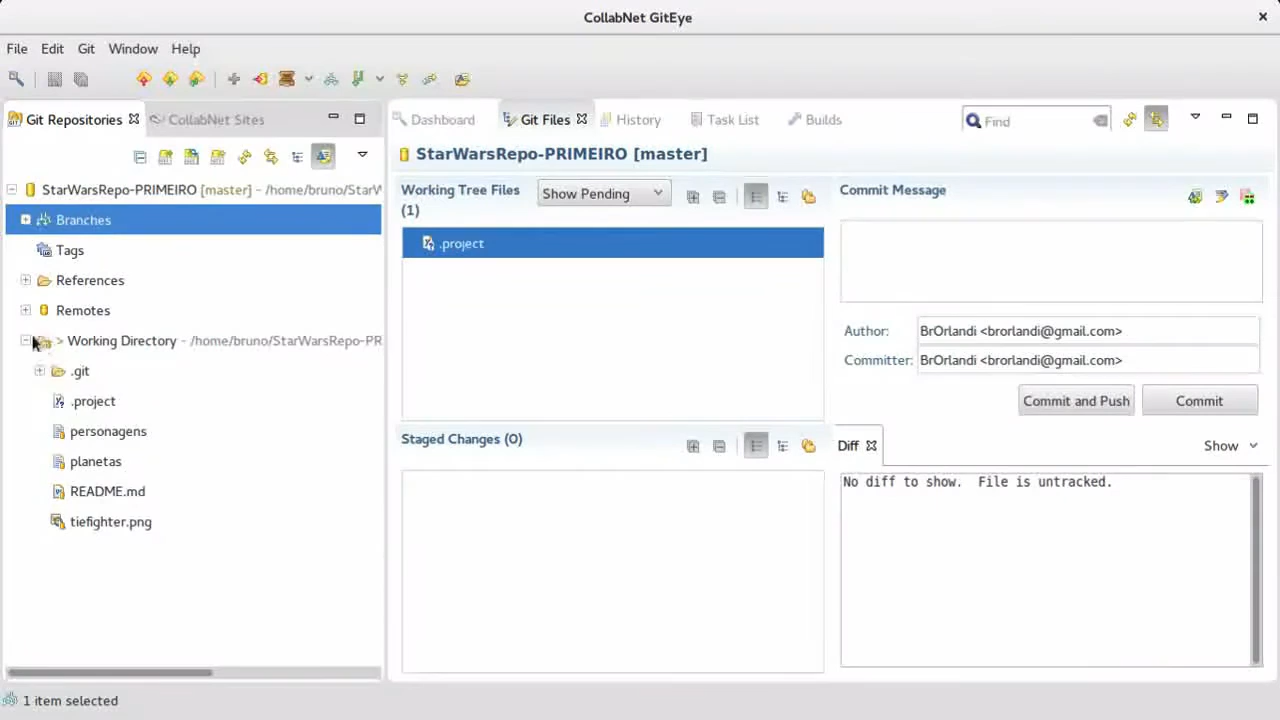 CollabNet GitEye
File Edit Git Window Help
Git Repositories
CollabNet Sites
StarWarsRepo-PRIMEIRO [master] - /home/bruno/StarW
Branches
Tags
References
Remotes
> Working Directory - /home/bruno/StarWarsRepo-PR
.git
.project
personagens
planetas
README.md
tiefighter.png
Dashboard
Git Files
History
Task List
Builds
Find
StarWarsRepo-PRIMEIRO [master]
Working Tree Files
(1)
Show Pending
.project
Staged Changes (0)
Commit Message
Author: BrOrlandi <brorlandi@gmail.com>
Committer: BrOrlandi <brorlandi@gmail.com>
Commit and Push
Commit
Diff
Show
No diff to show.  File is untracked.
1 item selected